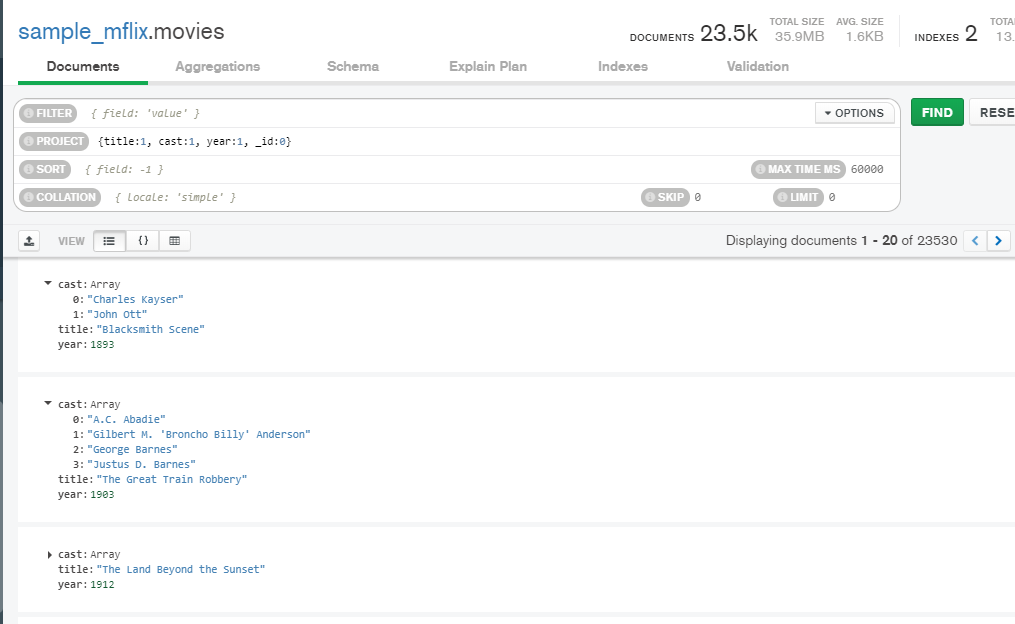 sample_mflix.movies
DOCUMENTS 23.5k TOTAL SIZE 35.9MB AVG. SIZE 1.6KB INDEXES 2 TOTA 13.
Documents Aggregations Schema Explain Plan Indexes Validation
FILTER { field: 'value' } OPTIONS FIND RESE
PROJECT {title:1, cast:1, year:1, _id:0}
SORT { field: -1 } MAX TIME MS 60000
COLLATION { locale: 'simple' } SKIP 0 LIMIT 0
VIEW {} Displaying documents 1 - 20 of 23530
cast: Array
0: "Charles Kayser"
1: "John Ott"
title: "Blacksmith Scene"
year: 1893
cast: Array
0: "A.C. Abadie"
1: "Gilbert M. 'Broncho Billy' Anderson"
2: "George Barnes"
3: "Justus D. Barnes"
title: "The Great Train Robbery"
year: 1903
cast: Array
title: "The Land Beyond the Sunset"
year: 1912